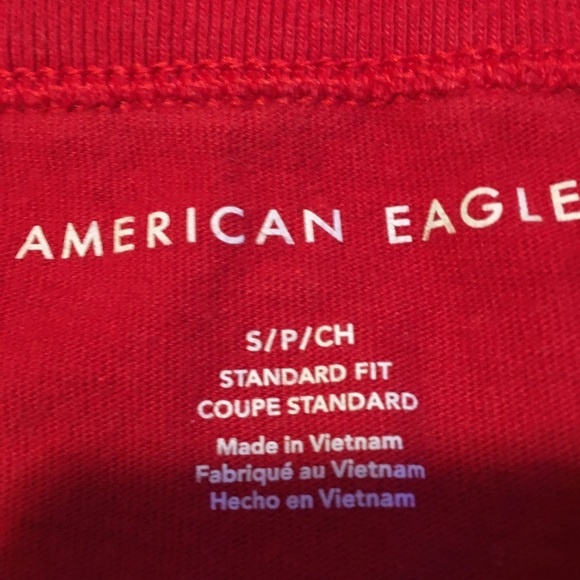 AMERICAN EAGLE
S/P/CH
STANDARD FIT
COUPE STANDARD
Made in Vietnam
Fabriqué au Vietnam
Hecho en Vietnam